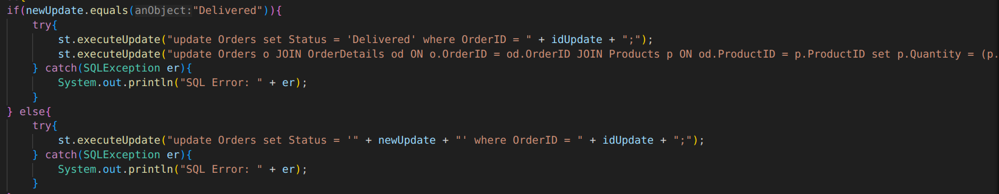 if(newUpdate.equals(anObject:"Delivered")){
try{
st.executeUpdate("update Orders set Status = 'Delivered' where OrderID = " + idUpdate + ";");
st.executeUpdate("update Orders o JOIN OrderDetails od ON o.OrderID = od.OrderID JOIN Products p ON od.ProductID = p.ProductID set p.Quantity = (p.
} catch(SQLException er){
System.out.println("SQL Error: " + er);
}
} else{
try{
st.executeUpdate("update Orders set Status = '" + newUpdate + "' where OrderID = " + idUpdate + ";");
} catch(SQLException er){
System.out.println("SQL Error: " + er);
}